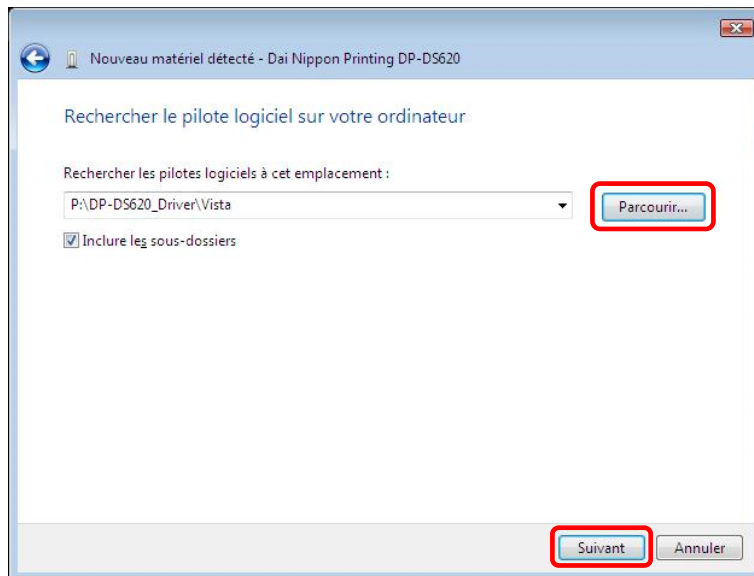 Nouveau matériel détecté - Dai Nippon Printing DP-DS620
Rechercher le pilote logiciel sur votre ordinateur
Rechercher les pilotes logiciels à cet emplacement :
P:\DP-DS620_Driver\Vista
Parcourir...
Inclure les sous-dossiers
Suivant
Annuler